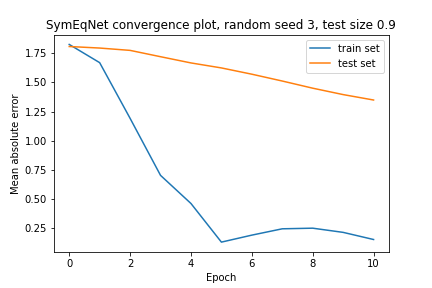 SymEqNet convergence plot, random seed 3, test size 0.9
train set
test set
1.75
1.50
1.25
1.00
0.75
0.50
0.25
Mean absolute error
0 2 4 6 8 10
Epoch